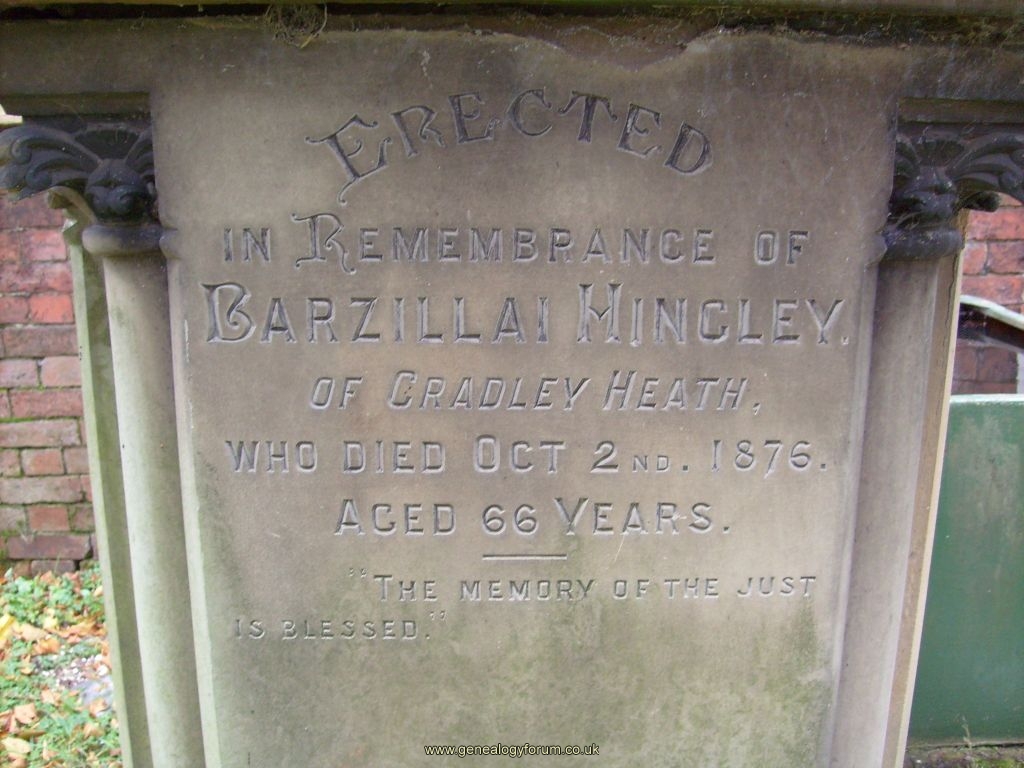 ERECTED
IN REMEMBRANCE OF
BARZILLAI HINGLEY.
OF CRADLEY HEATH,
WHO DIED OCT 2ND. 1876.
AGED 66 YEARS.
"THE MEMORY OF THE JUST
IS BLESSED."
www.genealogyforum.co.uk